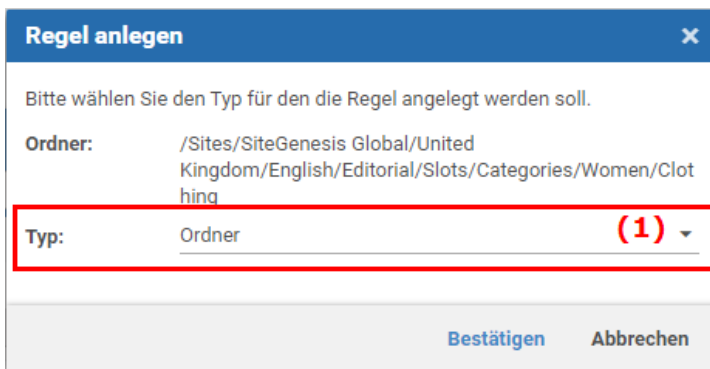 Regel anlegen ×
Bitte wählen Sie den Typ für den die Regel angelegt werden soll.
Ordner: /Sites/SiteGenesis Global/United
Kingdom/English/Editorial/Slots/Categories/Women/Clot
hing
Typ: Ordner (1)
Bestätigen Abbrechen